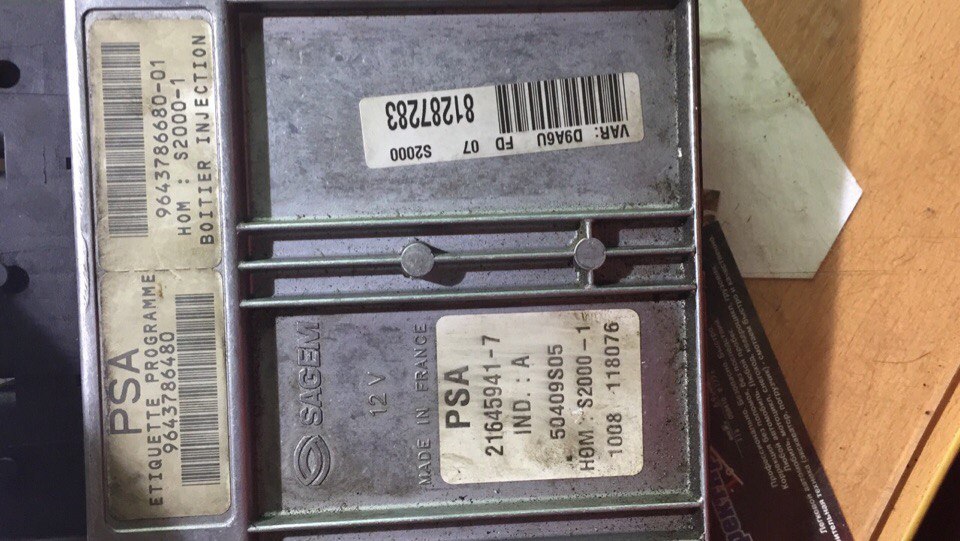 PSA
ETIQUETTE PROGRAMME
9643786480
9643786680-01
HOM : S2000-1
BOITIER INJECTION
SAGEM
12 V
MADE IN FRANCE
PSA
21645941-7
IND. : A
50409S05
HOM : S2000-1
1008 118076
VAR: D9A6U FD 07 S2000
81287283